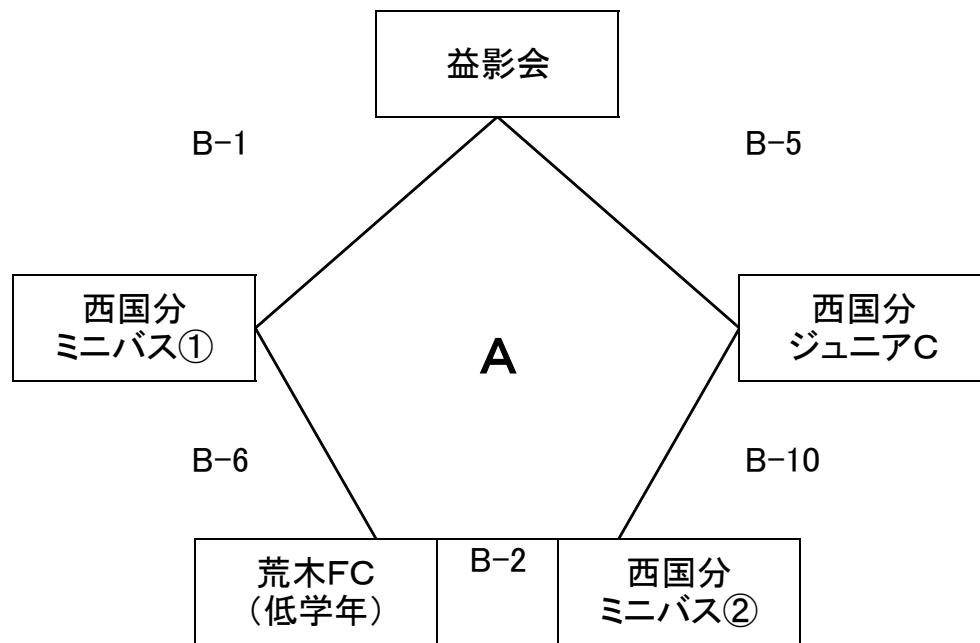 益影会
B-1
B-5
西国分
ミニバス①
A
西国分
ジュニアC
B-6
B-10
荒木FC
(低学年)
B-2
西国分
ミニバス②